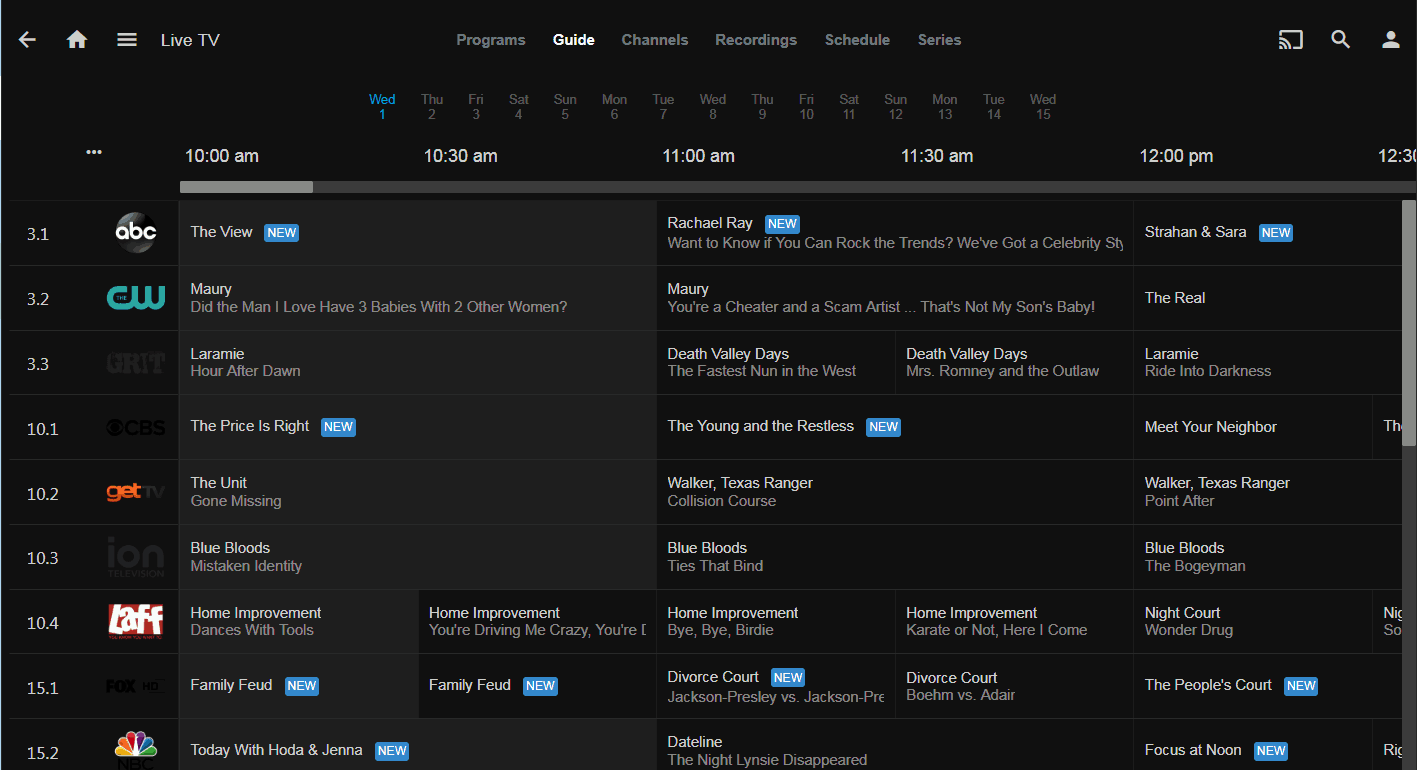 Live TV
Programs Guide Channels Recordings Schedule Series
Wed Thu Fri Sat Sun Mon Tue Wed Thu Fri Sat Sun Mon Tue Wed
1 2 3 4 5 6 7 8 9 10 11 12 13 14 15
10:00 am 10:30 am 11:00 am 11:30 am 12:00 pm 12:30
3.1 abc The View NEW
Rachael Ray NEW
Want to Know if You Can Rock the Trends? We've Got a Celebrity Sty
Strahan & Sara NEW
3.2 THE CW Maury
Did the Man I Love Have 3 Babies With 2 Other Women?
Maury
You're a Cheater and a Scam Artist ... That's Not My Son's Baby!
The Real
3.3 GRIT Laramie
Hour After Dawn
Death Valley Days
The Fastest Nun in the West
Death Valley Days
Mrs. Romney and the Outlaw
Laramie
Ride Into Darkness
10.1 CBS The Price Is Right NEW
The Young and the Restless NEW
Meet Your Neighbor
10.2 getTV The Unit
Gone Missing
Walker, Texas Ranger
Collision Course
Walker, Texas Ranger
Point After
10.3 ion TELEVISION Blue Bloods
Mistaken Identity
Blue Bloods
Ties That Bind
Blue Bloods
The Bogeyman
10.4 Laff Home Improvement
Dances With Tools
Home Improvement
You're Driving Me Crazy, You're D
Home Improvement
Bye, Bye, Birdie
Home Improvement
Karate or Not, Here I Come
Night Court
Wonder Drug
Nig
So
15.1 FOX HD Family Feud NEW
Family Feud NEW
Divorce Court NEW
Jackson-Presley vs. Jackson-Pre
Divorce Court
Boehm vs. Adair
The People's Court NEW
15.2 NBC Today With Hoda & Jenna NEW
Dateline
The Night Lynsie Disappeared
Focus at Noon NEW
Rig